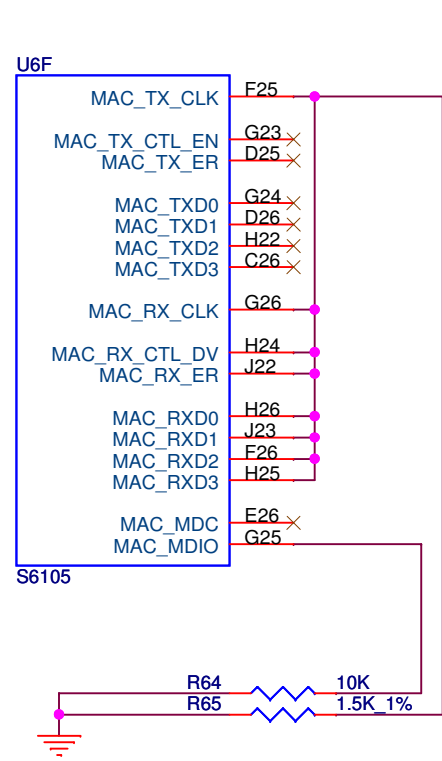 U6F
MAC_TX_CLK F25
MAC_TX_CTL_EN G23
MAC_TX_ER D25
MAC_TXD0 G24
MAC_TXD1 D26
MAC_TXD2 H22
MAC_TXD3 C26
MAC_RX_CLK G26
MAC_RX_CTL_DV H24
MAC_RX_ER J22
MAC_RXD0 H26
MAC_RXD1 J23
MAC_RXD2 F26
MAC_RXD3 H25
MAC_MDC E26
MAC_MDIO G25
S6105
R64 10K
R65 1.5K_1%